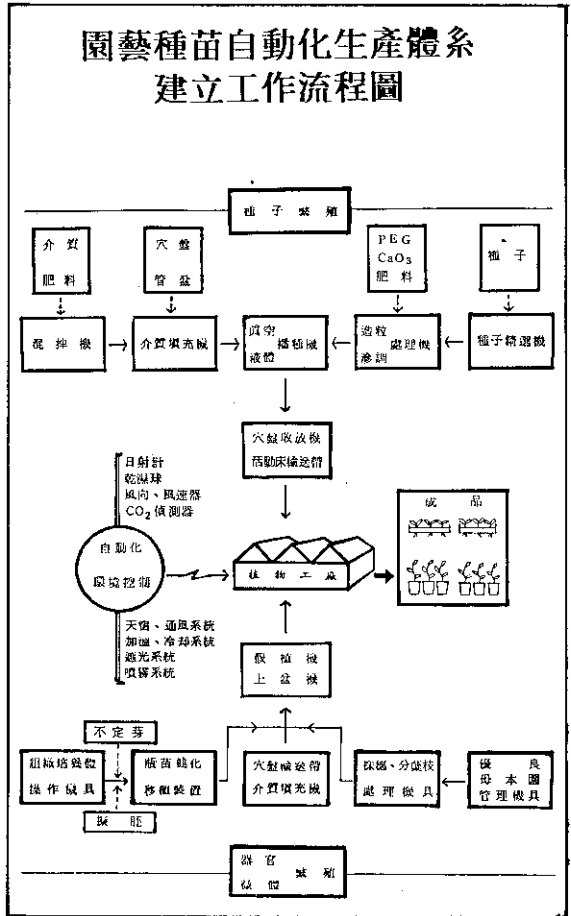 園藝種苗自動化生產體系
建立工作流程圖
種子繁殖
介質
肥料
穴盤
管盆
PEG
CaO₃
肥料
種子
混拌機
介質填充機
真空
液體
播種機
造粒
滲調
處理機
種子精選機
穴盤收放機
活動床輸送帶
日射計
乾濕球
風向、風速器
CO₂偵測器
自動化
環境控制
植物工廠
成品
天窗、通風系統
加溫、冷却系統
遮光系統
噴霧系統
假植機
上盆機
不定芽
組織培養體
操作機具
瓶苗馴化
移植裝置
穴盤輸送帶
介質填充機
採穗、分蘗枝
處理機具
優良
母本園
管理機具
胚
器官
微體
繁殖